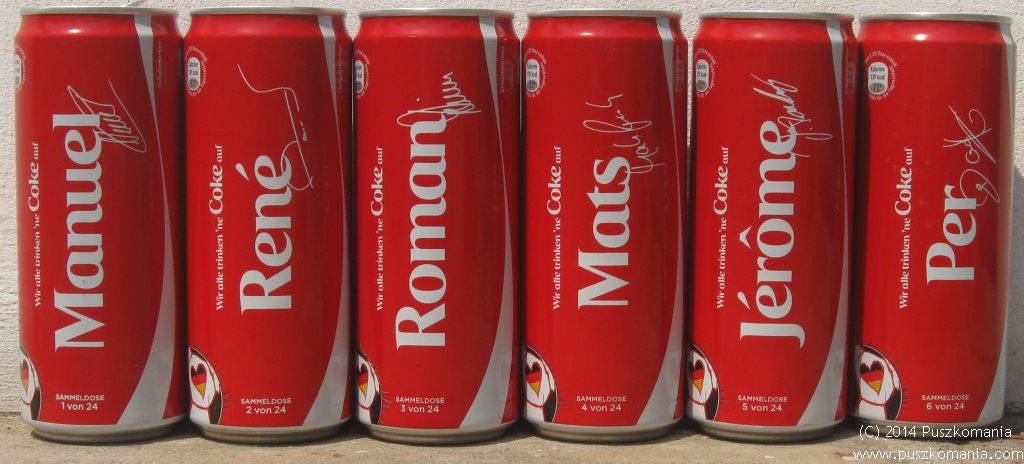 Wir alle trinken 'ne Coke auf
Manuel
SAMMELDOSE
1 von 24
Wir alle trinken 'ne Coke auf
René
SAMMELDOSE
2 von 24
Wir alle trinken 'ne Coke auf
Roman
SAMMELDOSE
3 von 24
Wir alle trinken 'ne Coke auf
Mats
SAMMELDOSE
4 von 24
Wir alle trinken 'ne Coke auf
Jérôme
SAMMELDOSE
5 von 24
Wir alle trinken 'ne Coke auf
Per
SAMMELDOSE
6 von 24
(C) 2014 Puszkomania
www.puszkomania.com